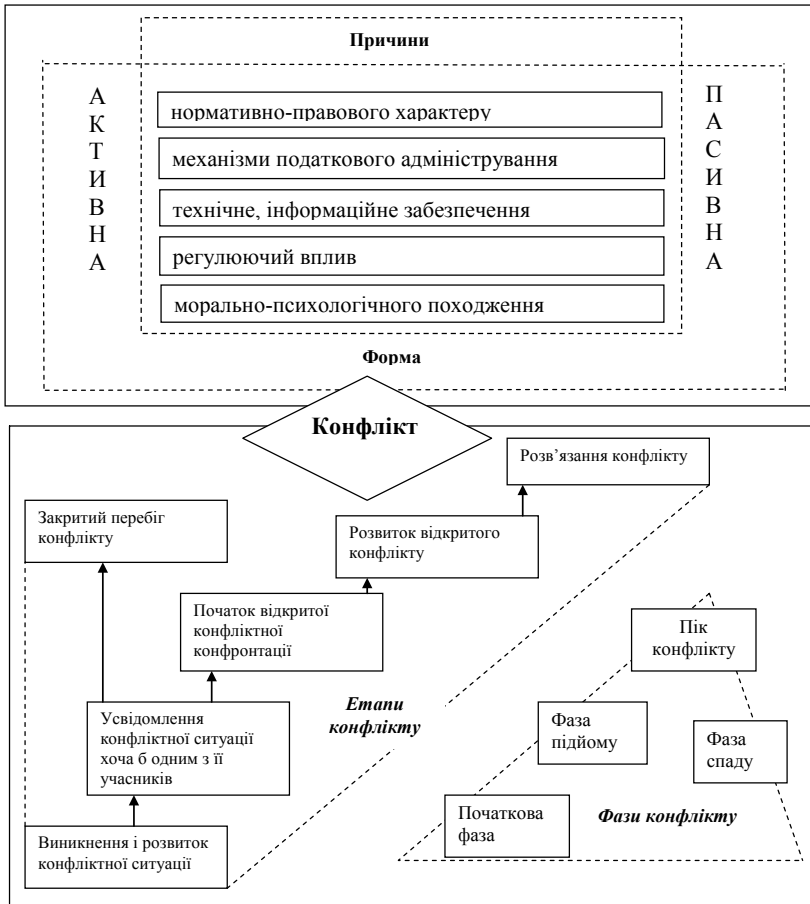 Причини
А
К
Т
И
В
Н
А
нормативно-правового характеру
механізми податкового адміністрування
технічне, інформаційне забезпечення
регулюючий вплив
морально-психологічного походження
П
А
С
И
В
Н
А
Форма
Конфлікт
Розв’язання конфлікту
Закритий перебіг
конфлікту
Розвиток відкритого
конфлікту
Початок відкритої
конфліктної
конфронтації
Усвідомлення
конфліктної ситуації
хоча б одним з її
учасників
Виникнення і розвиток
конфліктної ситуації
Етапи
конфлікту
Пік
конфлікту
Фаза
підйому
Фаза
спаду
Початкова
фаза
Фази конфлікту